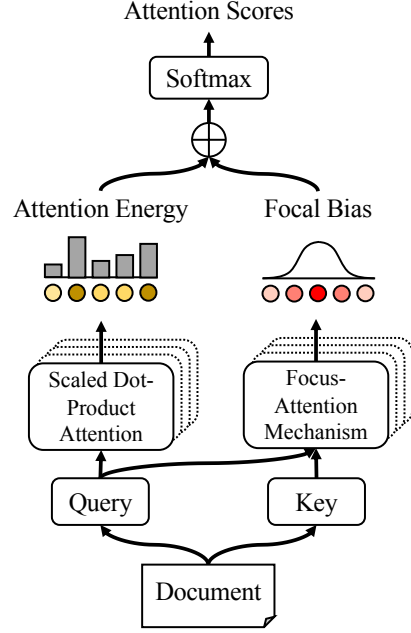 Attention Scores
Softmax
Attention Energy
Focal Bias
Scaled Dot-
Product
Attention
Focus-
Attention
Mechanism
Query
Key
Document